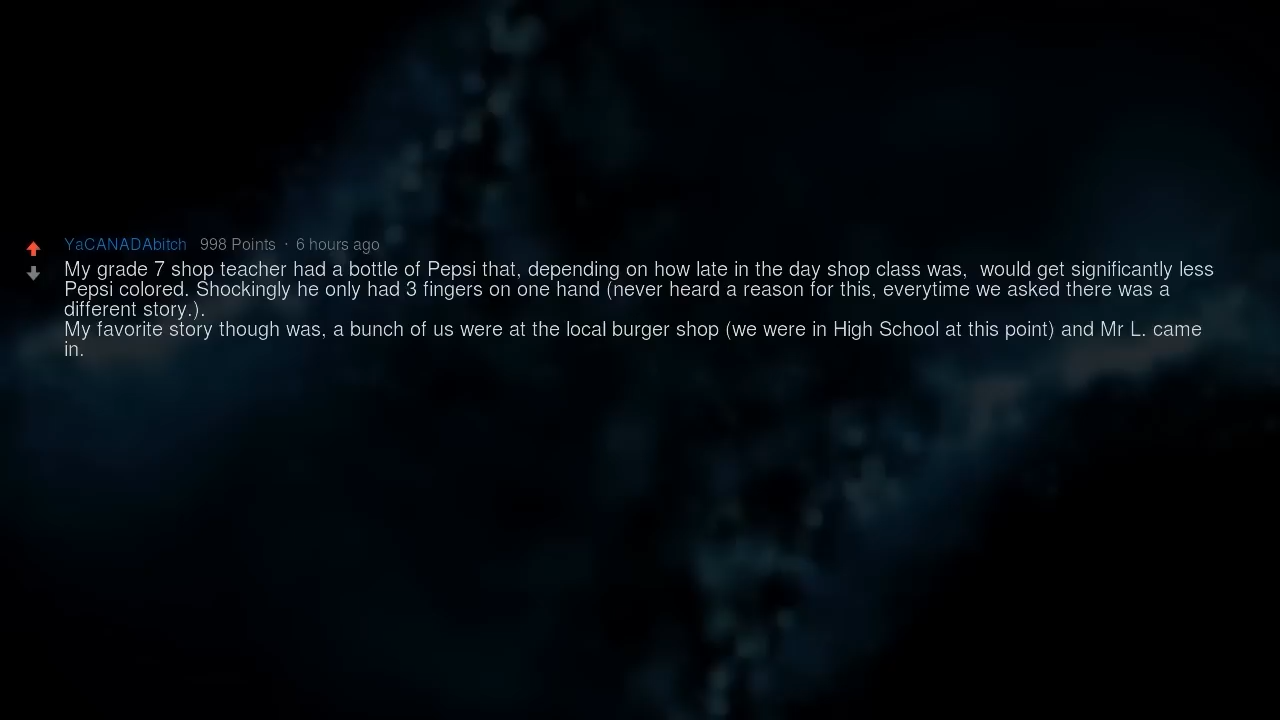 YaCANADAbitch 998 Points · 6 hours ago
My grade 7 shop teacher had a bottle of Pepsi that, depending on how late in the day shop class was,  would get significantly less
Pepsi colored. Shockingly he only had 3 fingers on one hand (never heard a reason for this, everytime we asked there was a
different story.).
My favorite story though was, a bunch of us were at the local burger shop (we were in High School at this point) and Mr L. came
in.